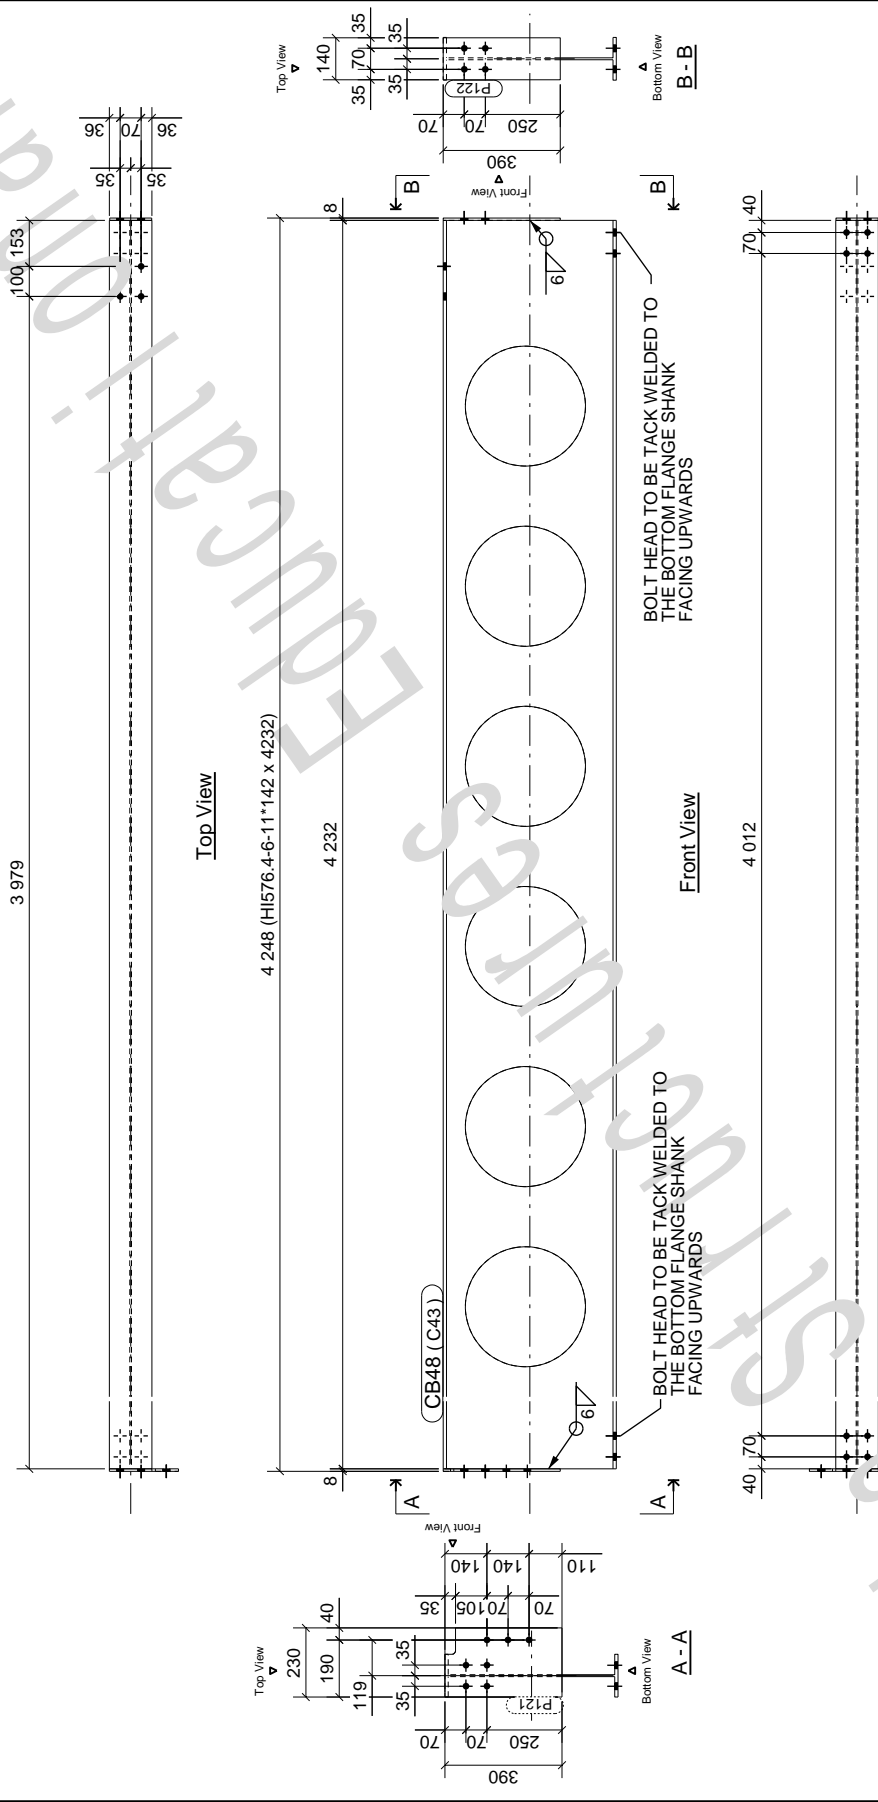 3 979
100
153
36
70
36
35
35
Top View
4 248 (HI576.4-6-11*142 x 4232)
8
4 232
8
CB48 ( C43 )
6
6
A
A
B
B
BOLT HEAD TO BE TACK WELDED TO
THE BOTTOM FLANGE SHANK
FACING UPWARDS
BOLT HEAD TO BE TACK WELDED TO
THE BOTTOM FLANGE SHANK
FACING UPWARDS
Front View
40
70
4 012
70
40
Top View
230
40
190
119
35
35
35
105
70
70
140
140
110
Front View
70
70
250
390
P121
Bottom View
A - A
Top View
140
35
70
35
35
35
P122
70
70
250
390
Front View
Bottom View
B - B
Structures Educati